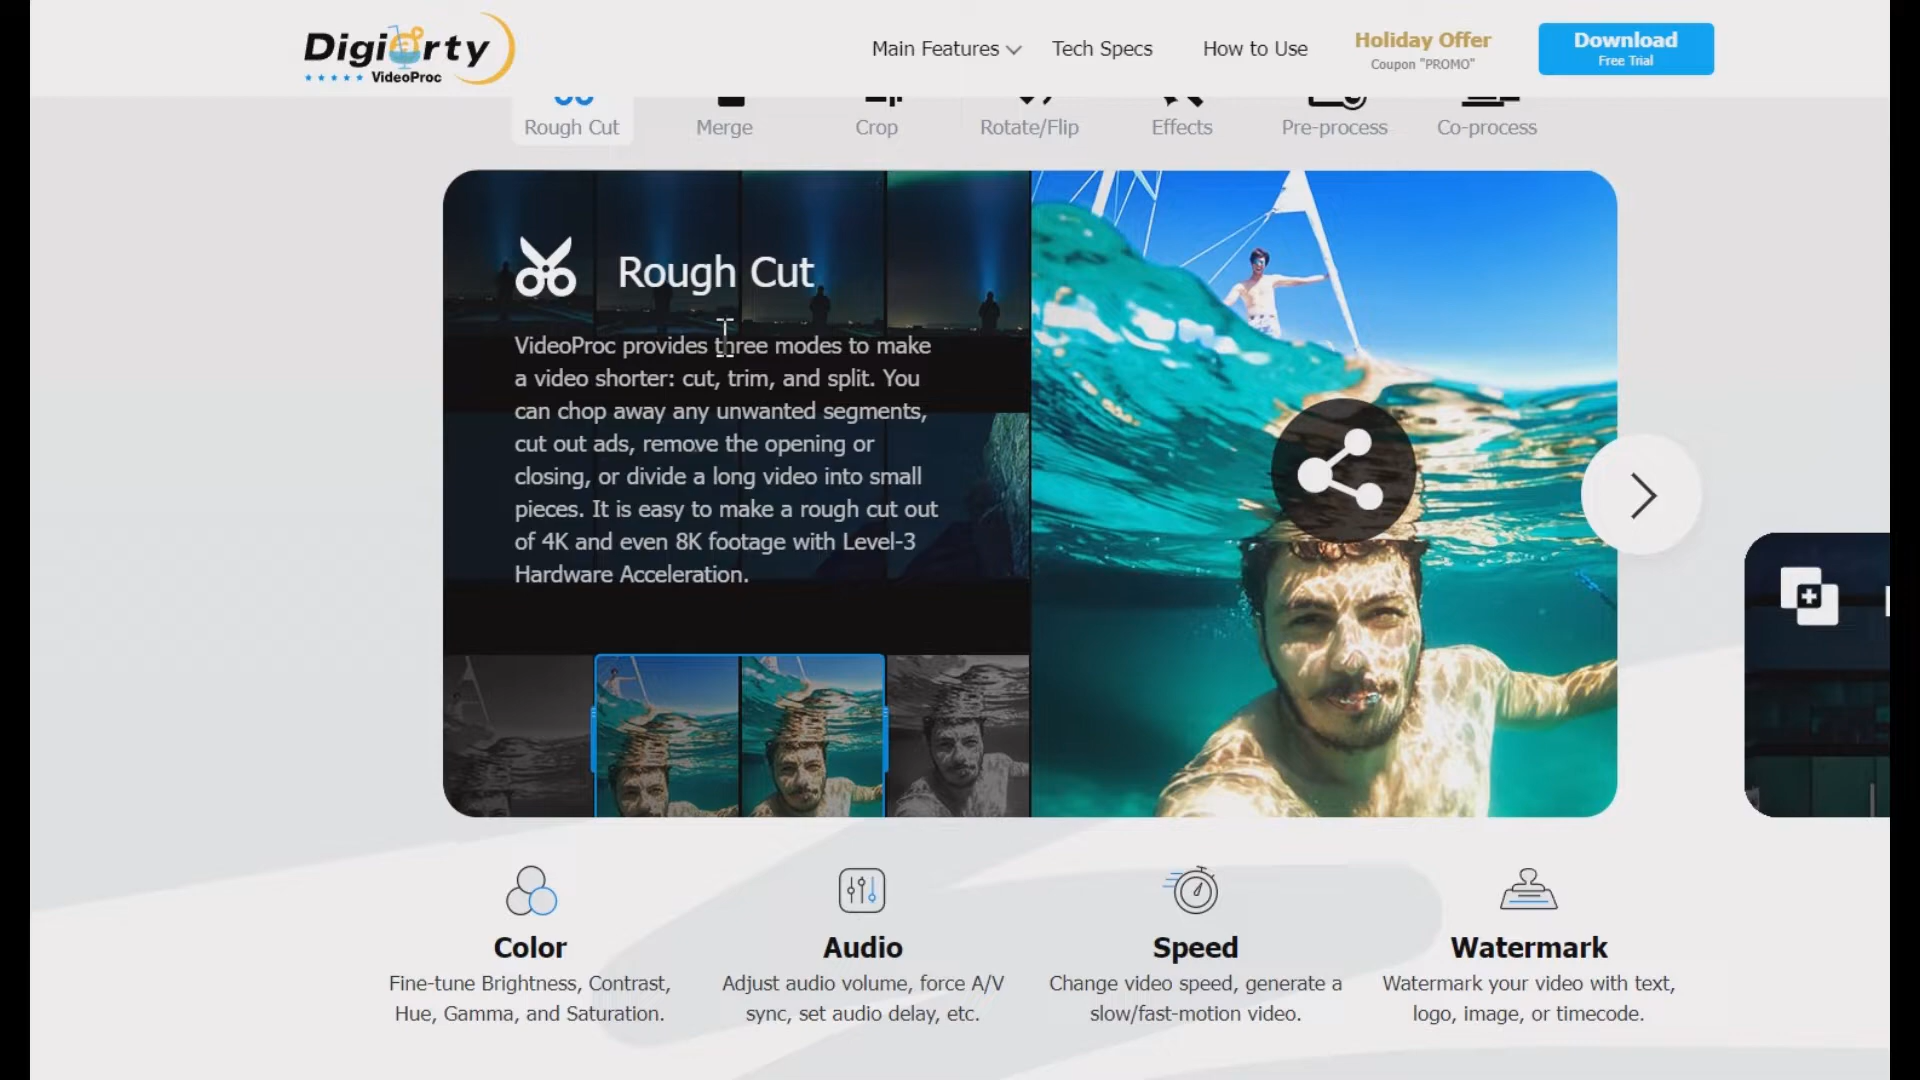 Digiarty
VideoProc
Main Features
Tech Specs
How to Use
Holiday Offer
Coupon "PROMO"
Download
Free Trial
Rough Cut
Merge
Crop
Rotate/Flip
Effects
Pre-process
Co-process
Rough Cut
VideoProc provides three modes to make
a video shorter: cut, trim, and split. You
can chop away any unwanted segments,
cut out ads, remove the opening or
closing, or divide a long video into small
pieces. It is easy to make a rough cut out
of 4K and even 8K footage with Level-3
Hardware Acceleration.
Color
Fine-tune Brightness, Contrast,
Hue, Gamma, and Saturation.
Audio
Adjust audio volume, force A/V
sync, set audio delay, etc.
Speed
Change video speed, generate a
slow/fast-motion video.
Watermark
Watermark your video with text,
logo, image, or timecode.